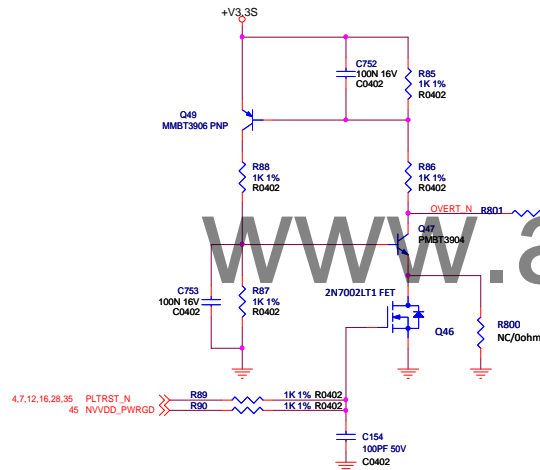 +V3.3S
C752
100N 16V
C0402
R85
1K 1%
R0402
Q49
MMBT3906 PNP
R88
1K 1%
R0402
R86
1K 1%
R0402
OVERT_N
R801
Q47
PMBT3904
www.a
C753
100N 16V
C0402
R87
1K 1%
R0402
2N7002LT1 FET
Q46
R800
NC/0ohm
4,7,12,16,28,35 PLTRST_N R89 1K 1% R0402
45 NVVDD_PWRGD R90 1K 1% R0402
C154
100PF 50V
C0402